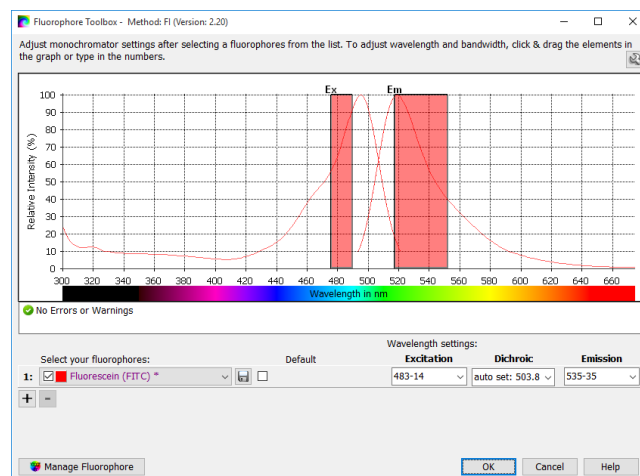 Fluorophore Toolbox - Method: FI (Version: 2.20)
Adjust monochromator settings after selecting a fluorophores from the list. To adjust wavelength and bandwidth, click & drag the elements in
the graph or type in the numbers.
Ex Em
100
90
80
70
60
50
40
30
20
10
0
Relative Intensity (%)
300 320 340 360 380 400 420 440 460 480 500 520 540 560 580 600 620 640 660
Wavelength in nm
No Errors or Warnings
Wavelength settings:
Select your fluorophores: Default Excitation Dichroic Emission
1: Fluorescein (FITC) * 483-14 auto set: 503.8 535-35
+ -
Manage Fluorophore OK Cancel Help